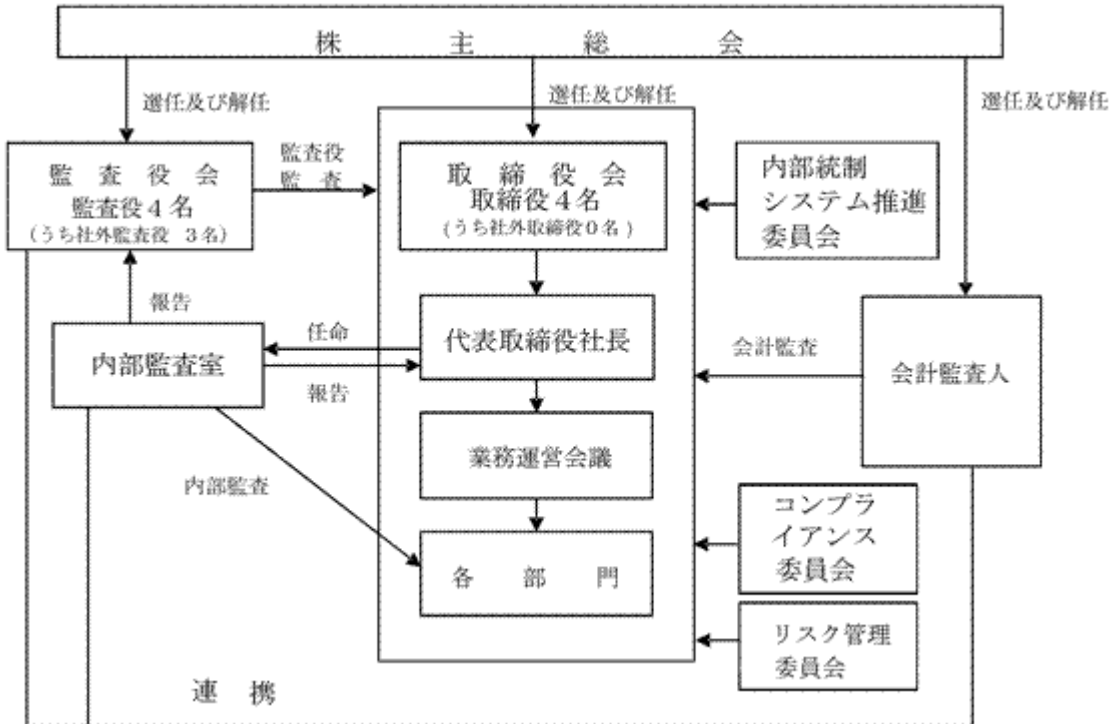 株主総会
選任及び解任
選任及び解任
選任及び解任
監査役会
監査役4名
(うち社外監査役 3名)
監査役
監査
取締役会
取締役4名
(うち社外取締役0名)
内部統制
システム推進
委員会
報告
内部監査室
任命
報告
代表取締役社長
会計監査
会計監査人
業務運営会議
内部監査
各部門
コンプラ
イアンス
委員会
リスク管理
委員会
連携